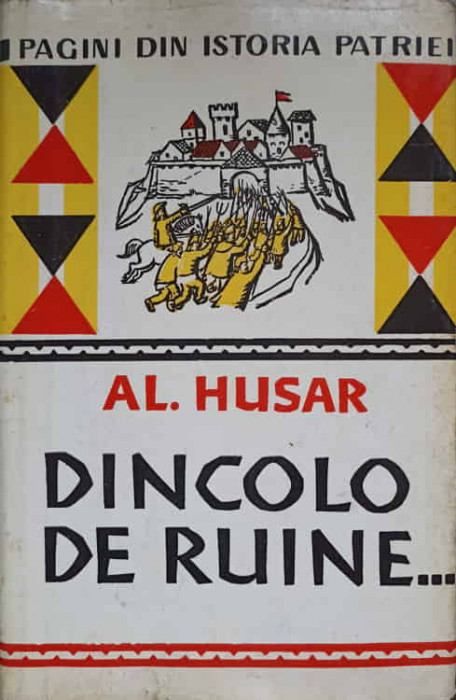 PAGINI DIN ISTORIA PATRIEI
AL. HUSAR
DINCOLO
DE RUINE...